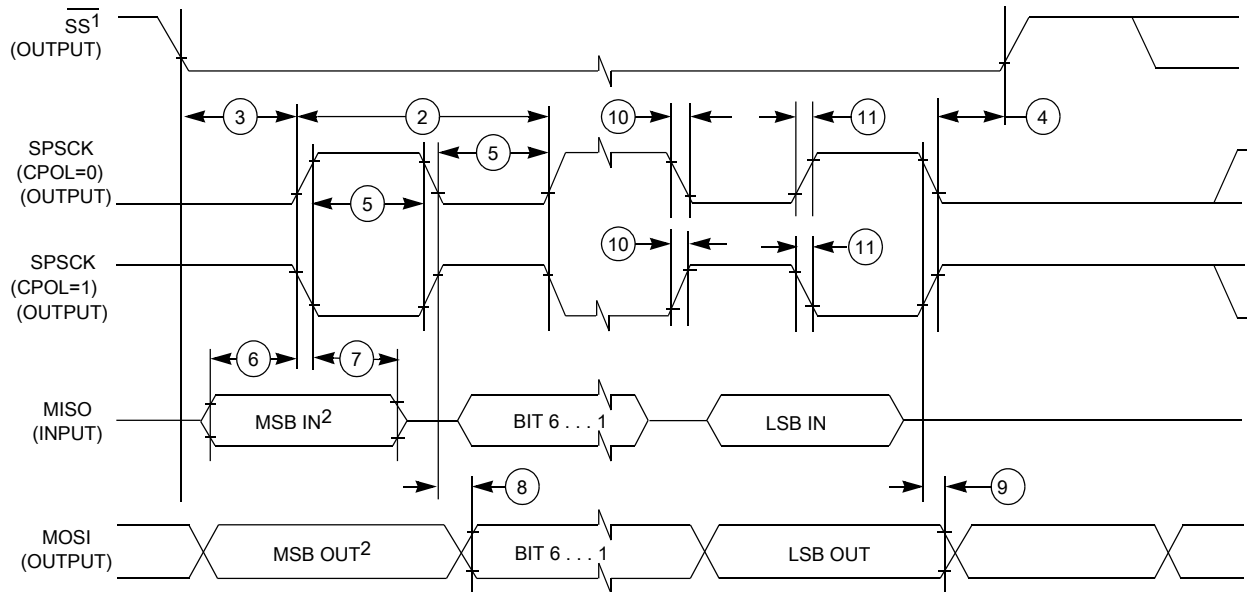 SS¹
(OUTPUT)
3
2
10
11
4
SPSCK
(CPOL=0)
(OUTPUT)
5
5
SPSCK
(CPOL=1)
(OUTPUT)
10
11
6
7
MISO
(INPUT)
MSB IN²
BIT 6 . . . 1
LSB IN
8
9
MOSI
(OUTPUT)
MSB OUT²
BIT 6 . . . 1
LSB OUT